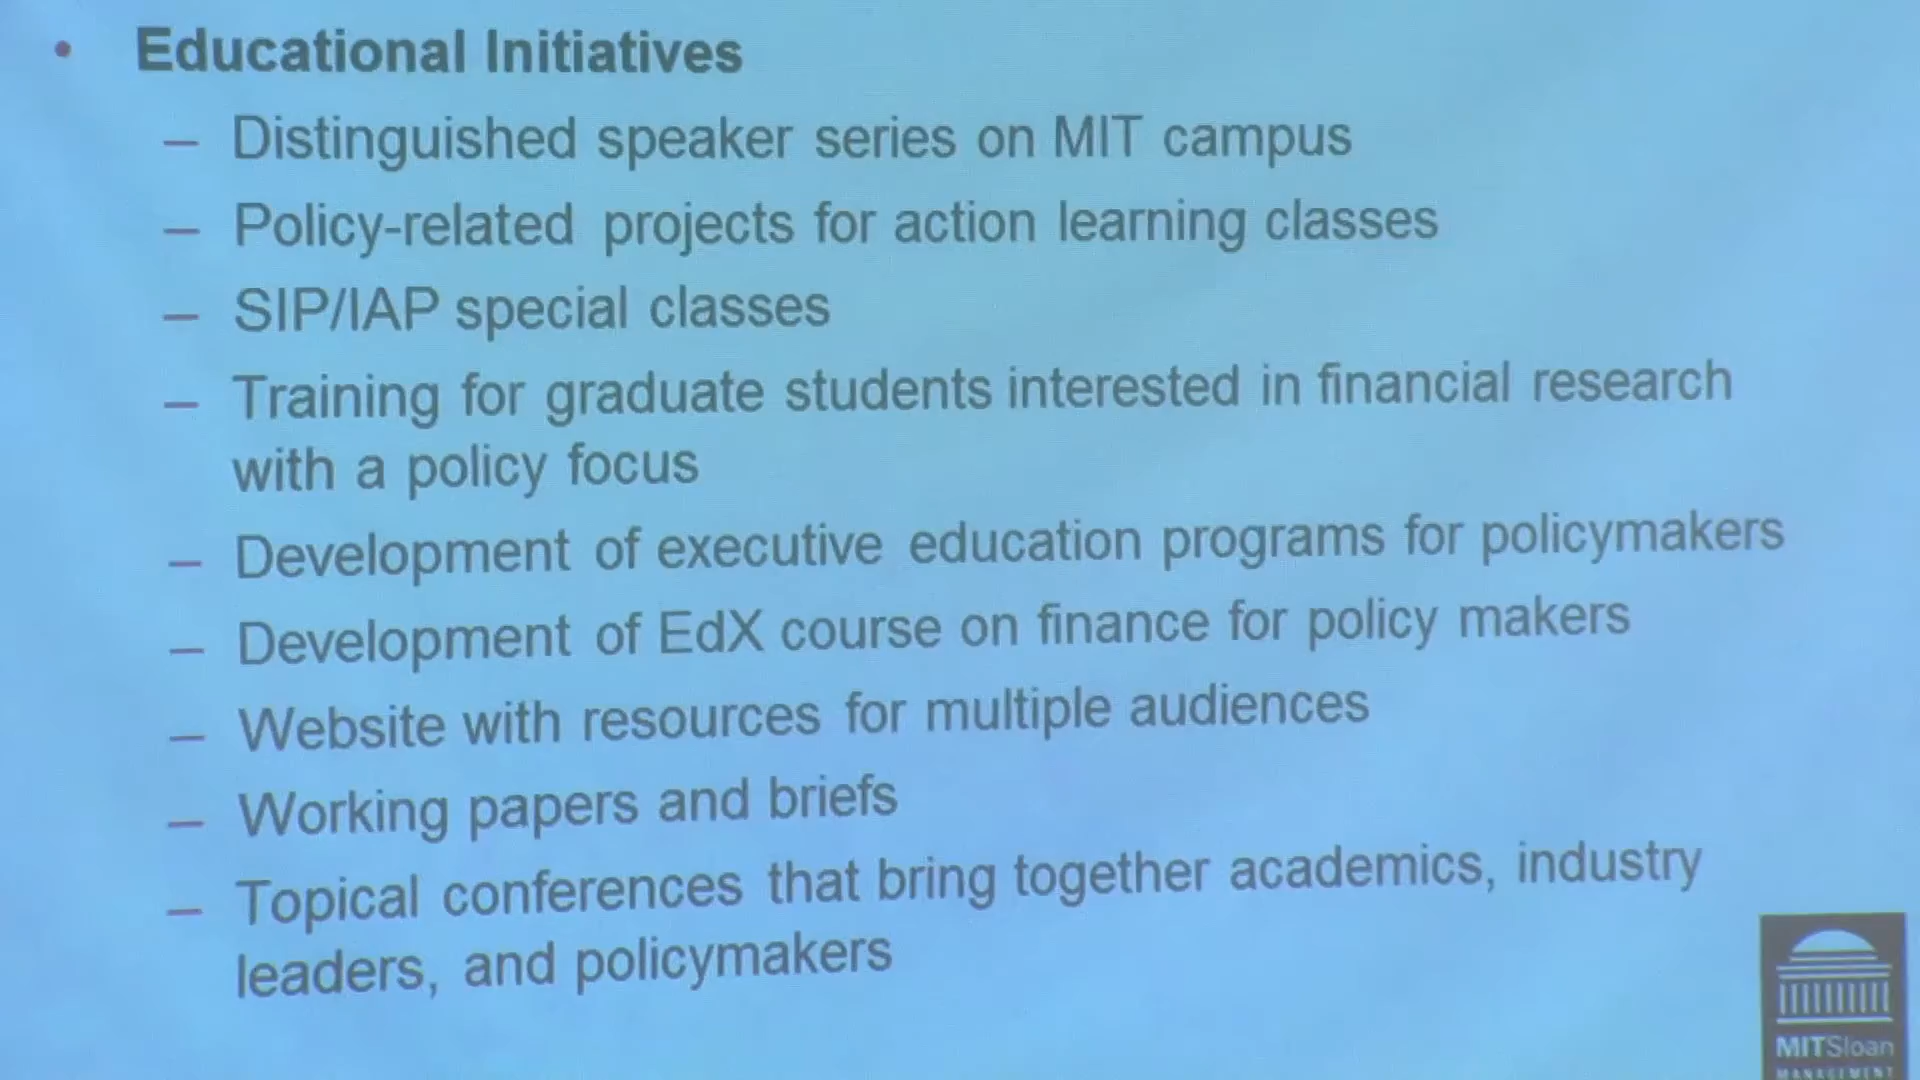 • Educational Initiatives
– Distinguished speaker series on MIT campus
– Policy-related projects for action learning classes
– SIP/IAP special classes
– Training for graduate students interested in financial research
with a policy focus
– Development of executive education programs for policymakers
– Development of EdX course on finance for policy makers
– Website with resources for multiple audiences
– Working papers and briefs
– Topical conferences that bring together academics, industry
leaders, and policymakers
MITSloan
MANAGEMENT